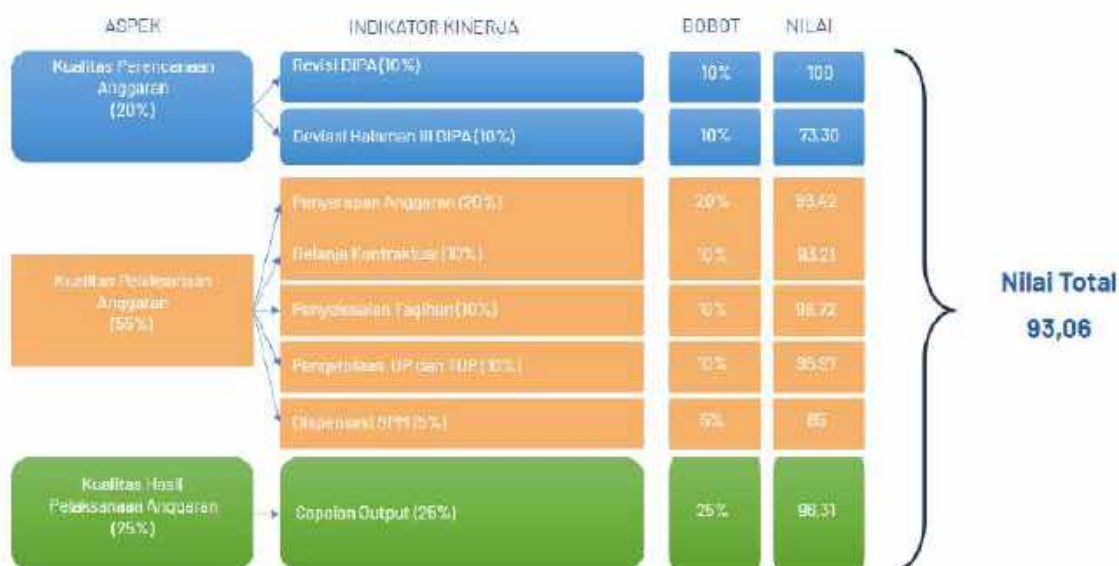 ASPEK INDIKATOR KINERJA BOBOT NILAI
Kualitas Perencanaan
Anggaran
(20%)
Revisi DIPA (10%) 10% 100
Deviasi Halaman III DIPA (10%) 10% 73,30
Kualitas Pelaksanaan
Anggaran
(55%)
Penyerapan Anggaran (20%) 20% 93,42
Belanja Kontraktual (10%) 10% 93,21
Penyelesaian Tagihan (10%) 10%
Pengelolaan UP dan TUP (10%) 10%
Dispensasi SPM (5%) 5%
Kualitas Hasil
Pelaksanaan Anggaran
(25%)
Capaian Output (25%) 25% 96,31
Nilai Total
93,06